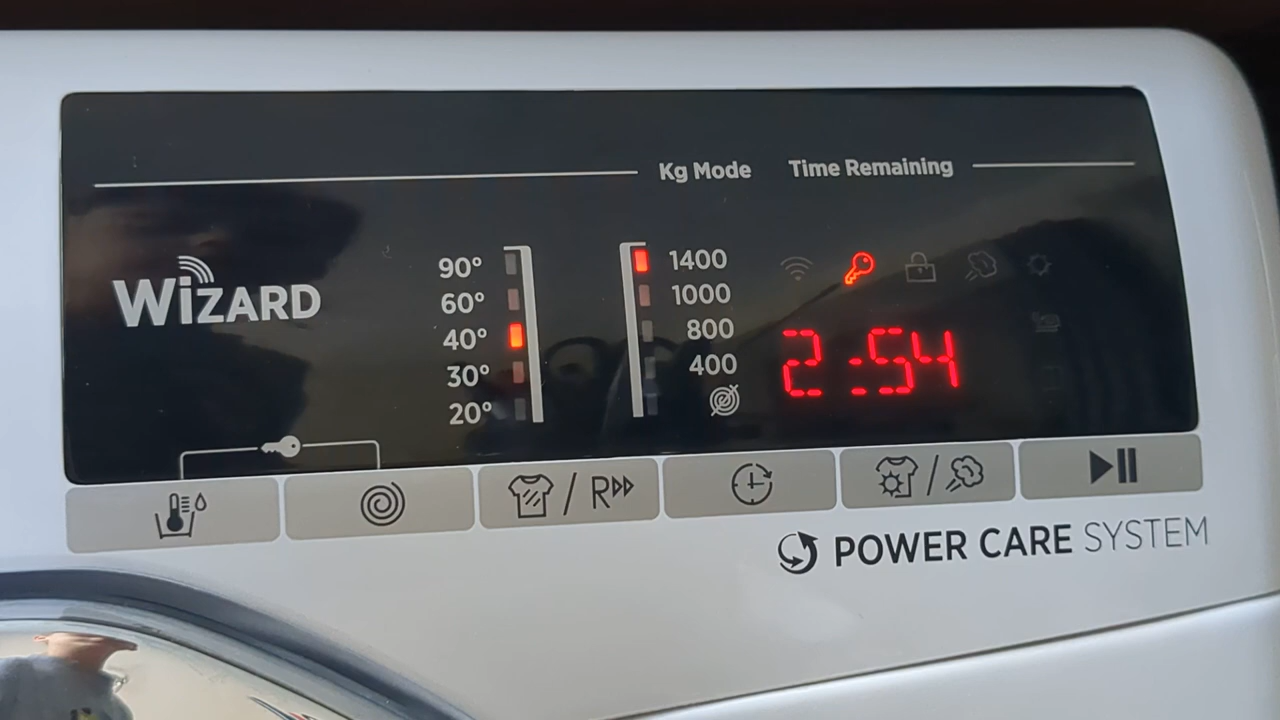 Kg Mode Time Remaining
WiZARD
90° 1400
60° 1000
40° 800
30° 400
20°
2:54
/ R
/
POWER CARE SYSTEM